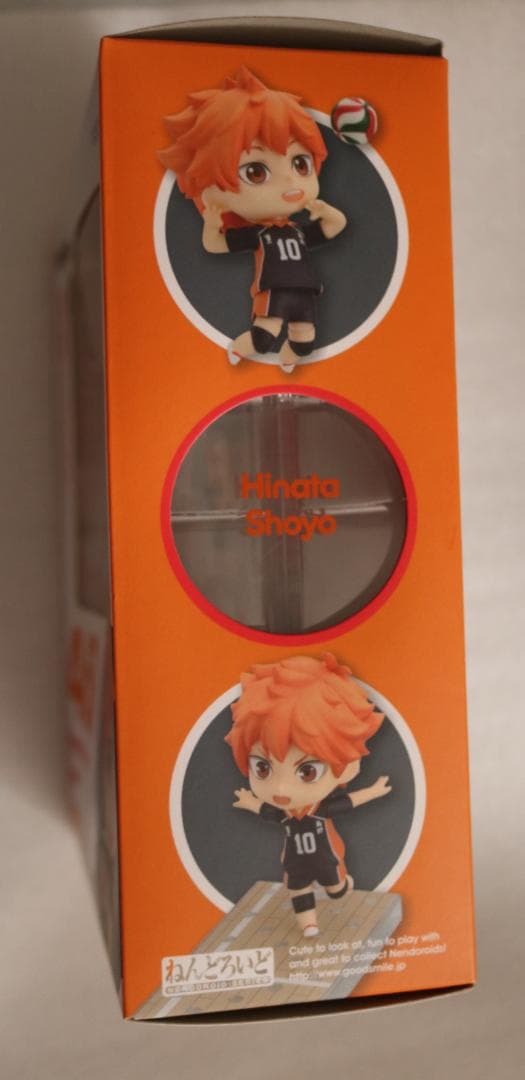 10
Hinata
Shoyo
10
ねんどろいど
NENDOROID SERIES
Cute to look at, fun to play with
and great to collect Nendoroids!
http://www.goodsmile.jp